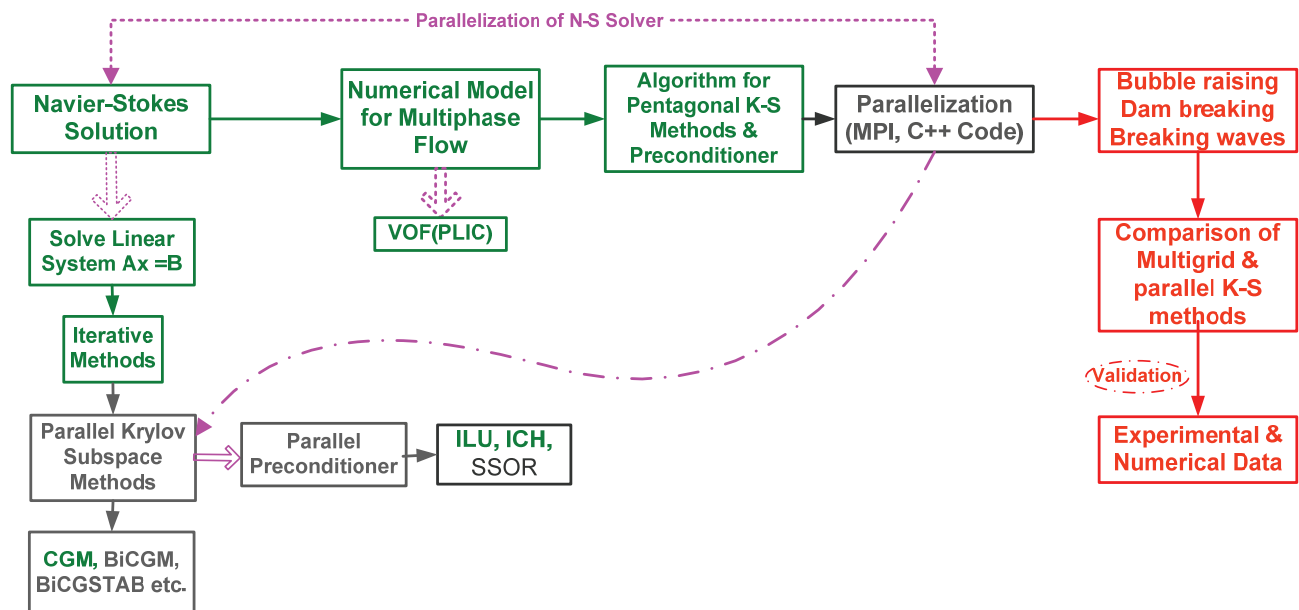 Parallelization of N-S Solver
Navier-Stokes
Solution
Numerical Model
for Multiphase
Flow
Algorithm for
Pentagonal K-S
Methods &
Preconditioner
Parallelization
(MPI, C++ Code)
Bubble raising
Dam breaking
Breaking waves
Solve Linear
System Ax =B
VOF(PLIC)
Comparison of
Multigrid &
parallel K-S
methods
Iterative
Methods
Validation
Parallel Krylov
Subspace
Methods
Parallel
Preconditioner
ILU, ICH,
SSOR
Experimental &
Numerical Data
CGM, BiCGM,
BiCGSTAB etc.